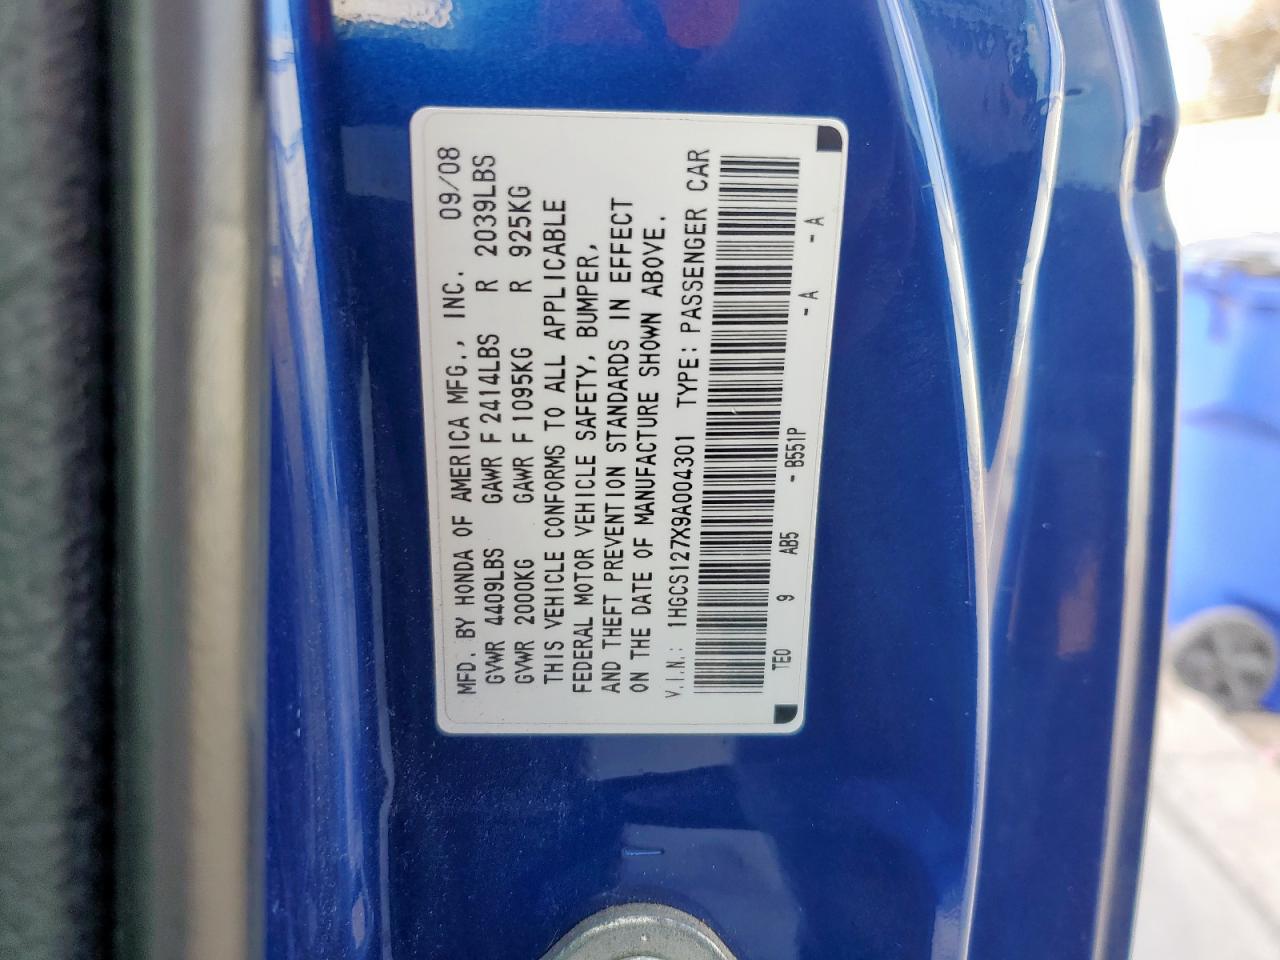 MFD. BY HONDA OF AMERICA MFG., INC. 09/08
GVWR 4409LBS GAWR F 2414LBS R 2039LBS
GVWR 2000KG GAWR F 1095KG R 925KG
THIS VEHICLE CONFORMS TO ALL APPLICABLE
FEDERAL MOTOR VEHICLE SAFETY, BUMPER,
AND THEFT PREVENTION STANDARDS IN EFFECT
ON THE DATE OF MANUFACTURE SHOWN ABOVE.
V.I.N.: 1HGCS127X9A004301 TYPE: PASSENGER CAR
TE0 9 AB5 - B551P - A - A